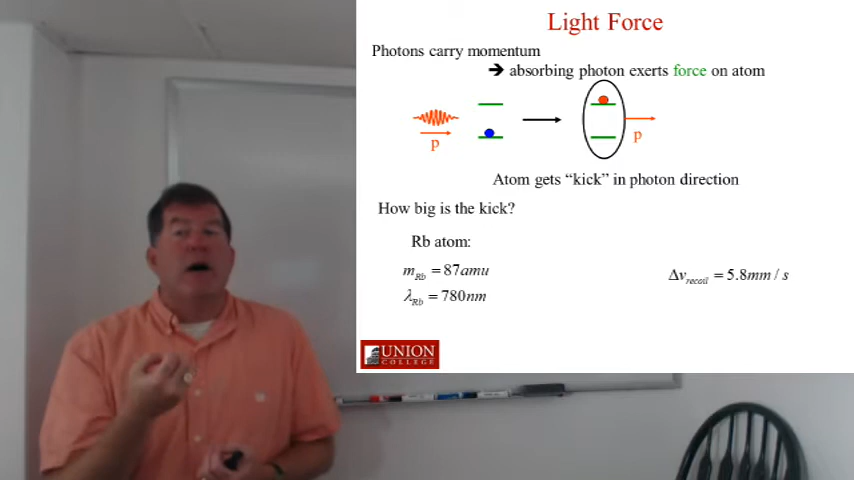 Light Force
Photons carry momentum
➔ absorbing photon exerts force on atom
p
p
Atom gets “kick” in photon direction
How big is the kick?
Rb atom:
m_Rb = 87amu
Δv_recoil = 5.8mm / s
λ_Rb = 780nm
UNION
COLLEGE